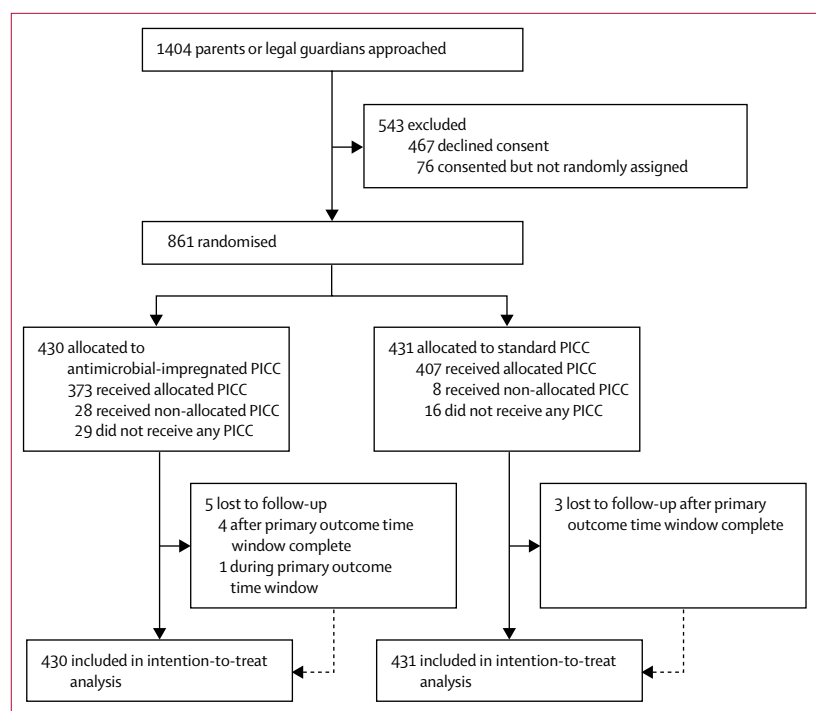 1404 parents or legal guardians approached
543 excluded
467 declined consent
76 consented but not randomly assigned
861 randomised
430 allocated to
antimicrobial-impregnated PICC
373 received allocated PICC
28 received non-allocated PICC
29 did not receive any PICC
431 allocated to standard PICC
407 received allocated PICC
8 received non-allocated PICC
16 did not receive any PICC
5 lost to follow-up
4 after primary outcome time
window complete
1 during primary outcome
time window
3 lost to follow-up after primary
outcome time window complete
430 included in intention-to-treat
analysis
431 included in intention-to-treat
analysis